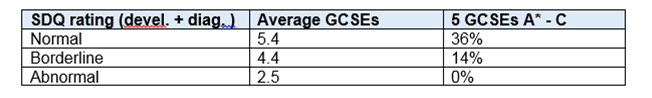 SDQ rating (devel. + diag. ) Average GCSEs 5 GCSEs A* - C
Normal 5.4 36%
Borderline 4.4 14%
Abnormal 2.5 0%